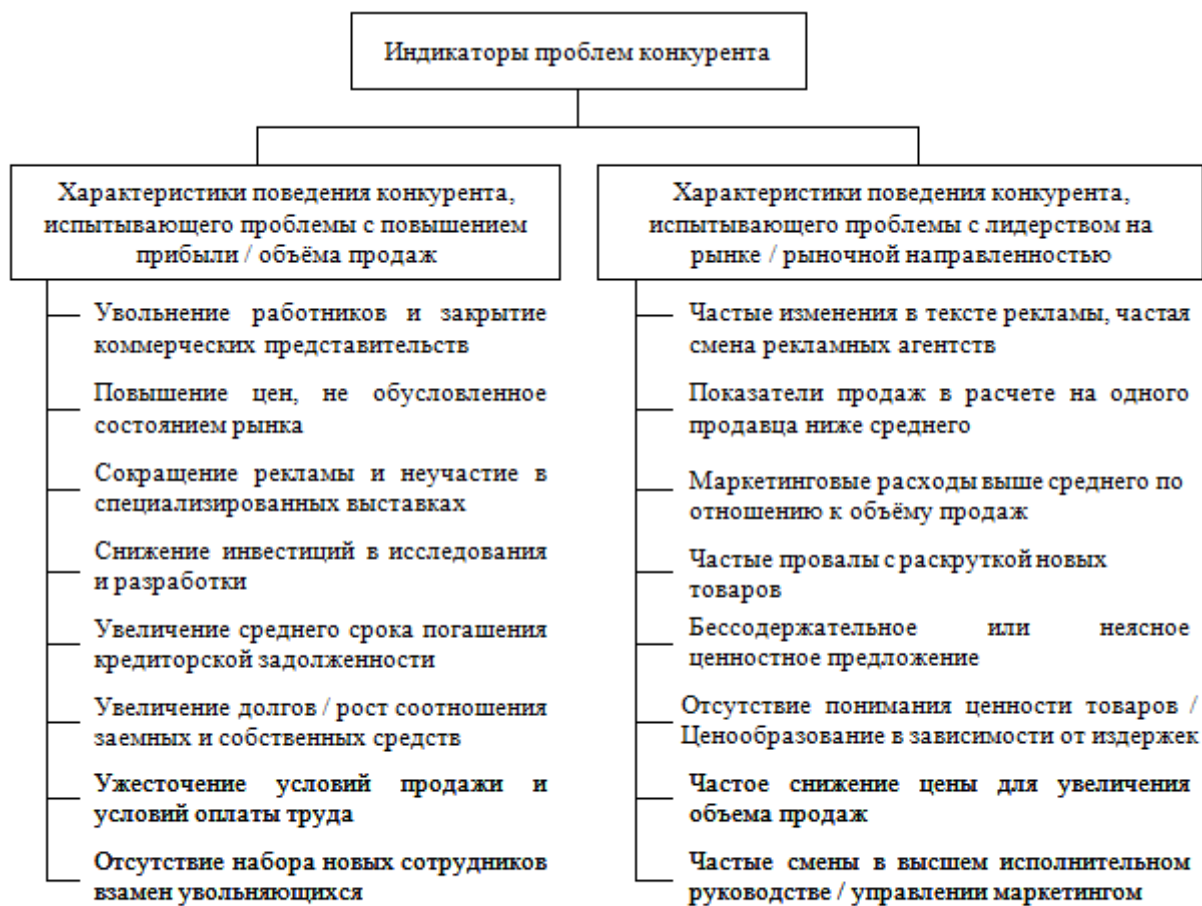 Индикаторы проблем конкурента
Характеристики поведения конкурента,
испытывающего проблемы с повышением
прибыли / объёма продаж
Увольнение работников и закрытие
коммерческих представительств
Повышение цен, не обусловленное
состоянием рынка
Сокращение рекламы и неучастие в
специализированных выставках
Снижение инвестиций в исследования
и разработки
Увеличение среднего срока погашения
кредиторской задолженности
Увеличение долгов / рост соотношения
заемных и собственных средств
Ужесточение условий продажи и
условий оплаты труда
Отсутствие набора новых сотрудников
взамен увольняющихся
Характеристики поведения конкурента,
испытывающего проблемы с лидерством на
рынке / рыночной направленностью
Частые изменения в тексте рекламы, частая
смена рекламных агентств
Показатели продаж в расчете на одного
продавца ниже среднего
Маркетинговые расходы выше среднего по
отношению к объёму продаж
Частые провалы с раскруткой новых
товаров
Бессодержательное или неясное
ценностное предложение
Отсутствие понимания ценности товаров /
Ценообразование в зависимости от издержек
Частое снижение цены для увеличения
объема продаж
Частые смены в высшем исполнительном
руководстве / управлении маркетингом